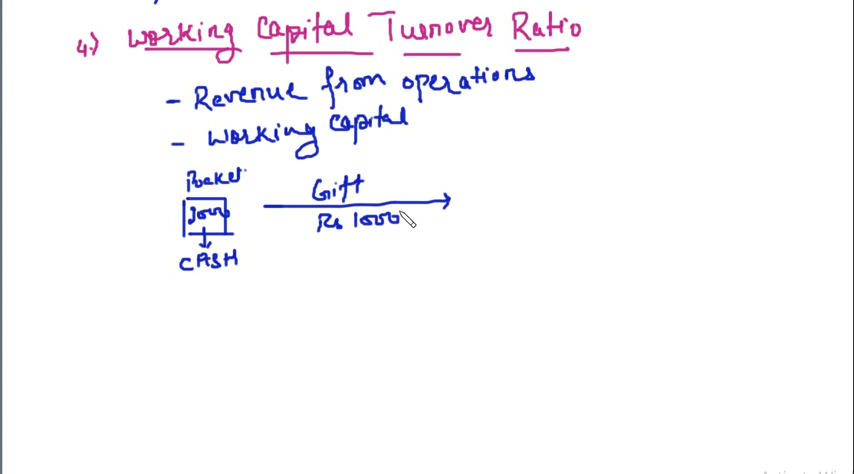 4.) Working Capital Turnover Ratio
- Revenue from operations
- Working capital
Pocket
Gift
Rs 1000
CASH